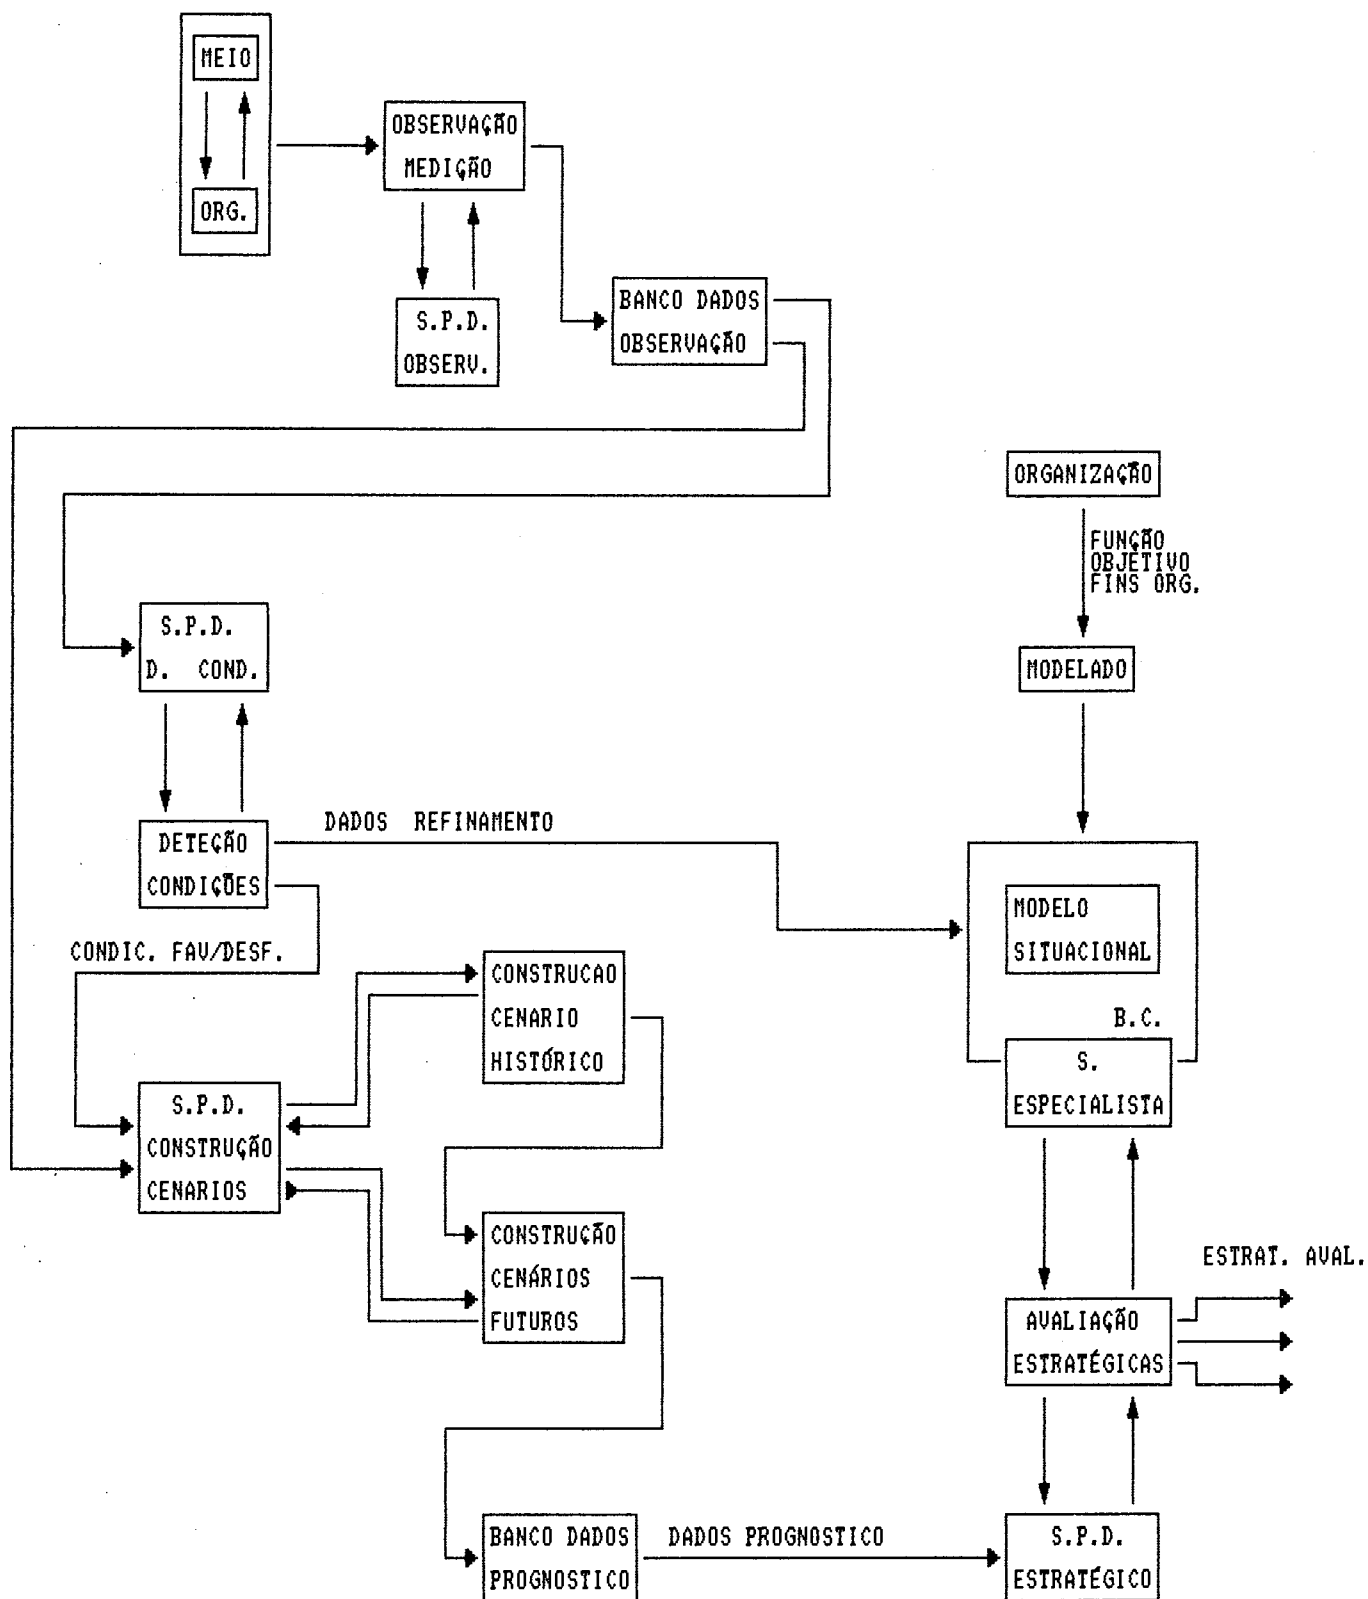 MEIO
ORG.
OBSERVAÇÃO
MEDIÇÃO
S.P.D.
OBSERV.
BANCO DADOS
OBSERVAÇÃO
ORGANIZAÇÃO
FUNÇÃO
OBJETIVO
FINS ORG.
MODELADO
S.P.D.
D. COND.
DETEÇÃO
CONDIÇÕES
DADOS REFINAMENTO
CONDIC. FAV/DESF.
MODELO
SITUACIONAL
B.C.
S.
ESPECIALISTA
CONSTRUCAO
CENARIO
HISTÓRICO
S.P.D.
CONSTRUÇÃO
CENARIOS
CONSTRUÇÃO
CENÁRIOS
FUTUROS
ESTRAT. AVAL.
AVALIAÇÃO
ESTRATÉGICAS
BANCO DADOS
PROGNOSTICO
DADOS PROGNOSTICO
S.P.D.
ESTRATÉGICO